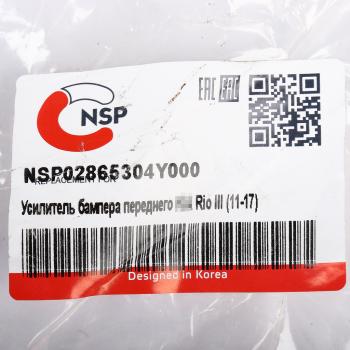 NSP
EAC
NSP02865304Y000
REPLACEMENT FOR
Усилитель бампера переднего Rio III (11-17)
Designed in Korea